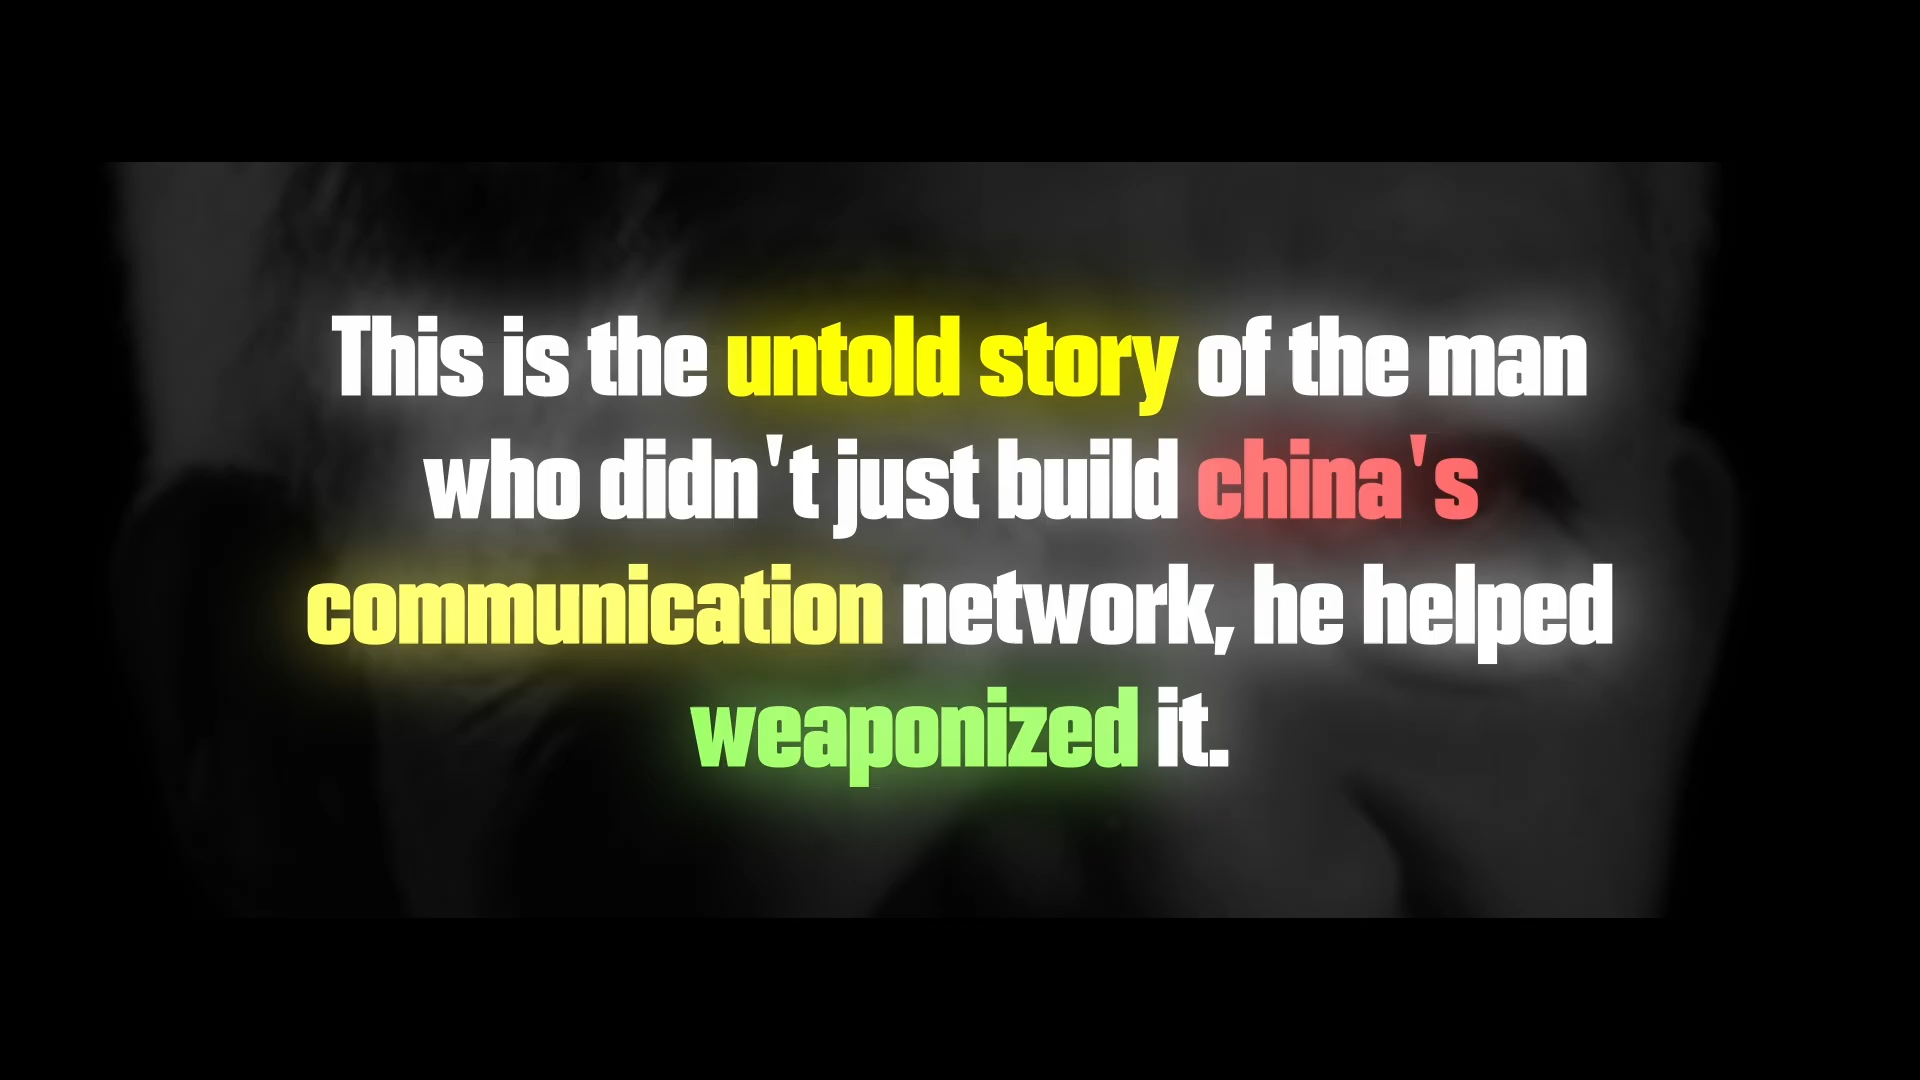 This is the untold story of the man
who didn't just build china's
communication network, he helped
weaponized it.